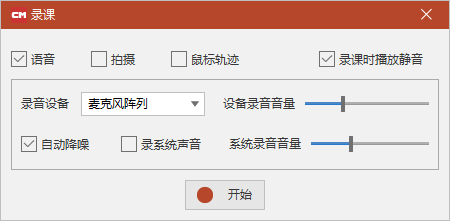 CM 录课
语音 拍摄 鼠标轨迹 录课时播放静音
录音设备 麦克风阵列 设备录音音量
自动降噪 录系统声音 系统录音音量
开始